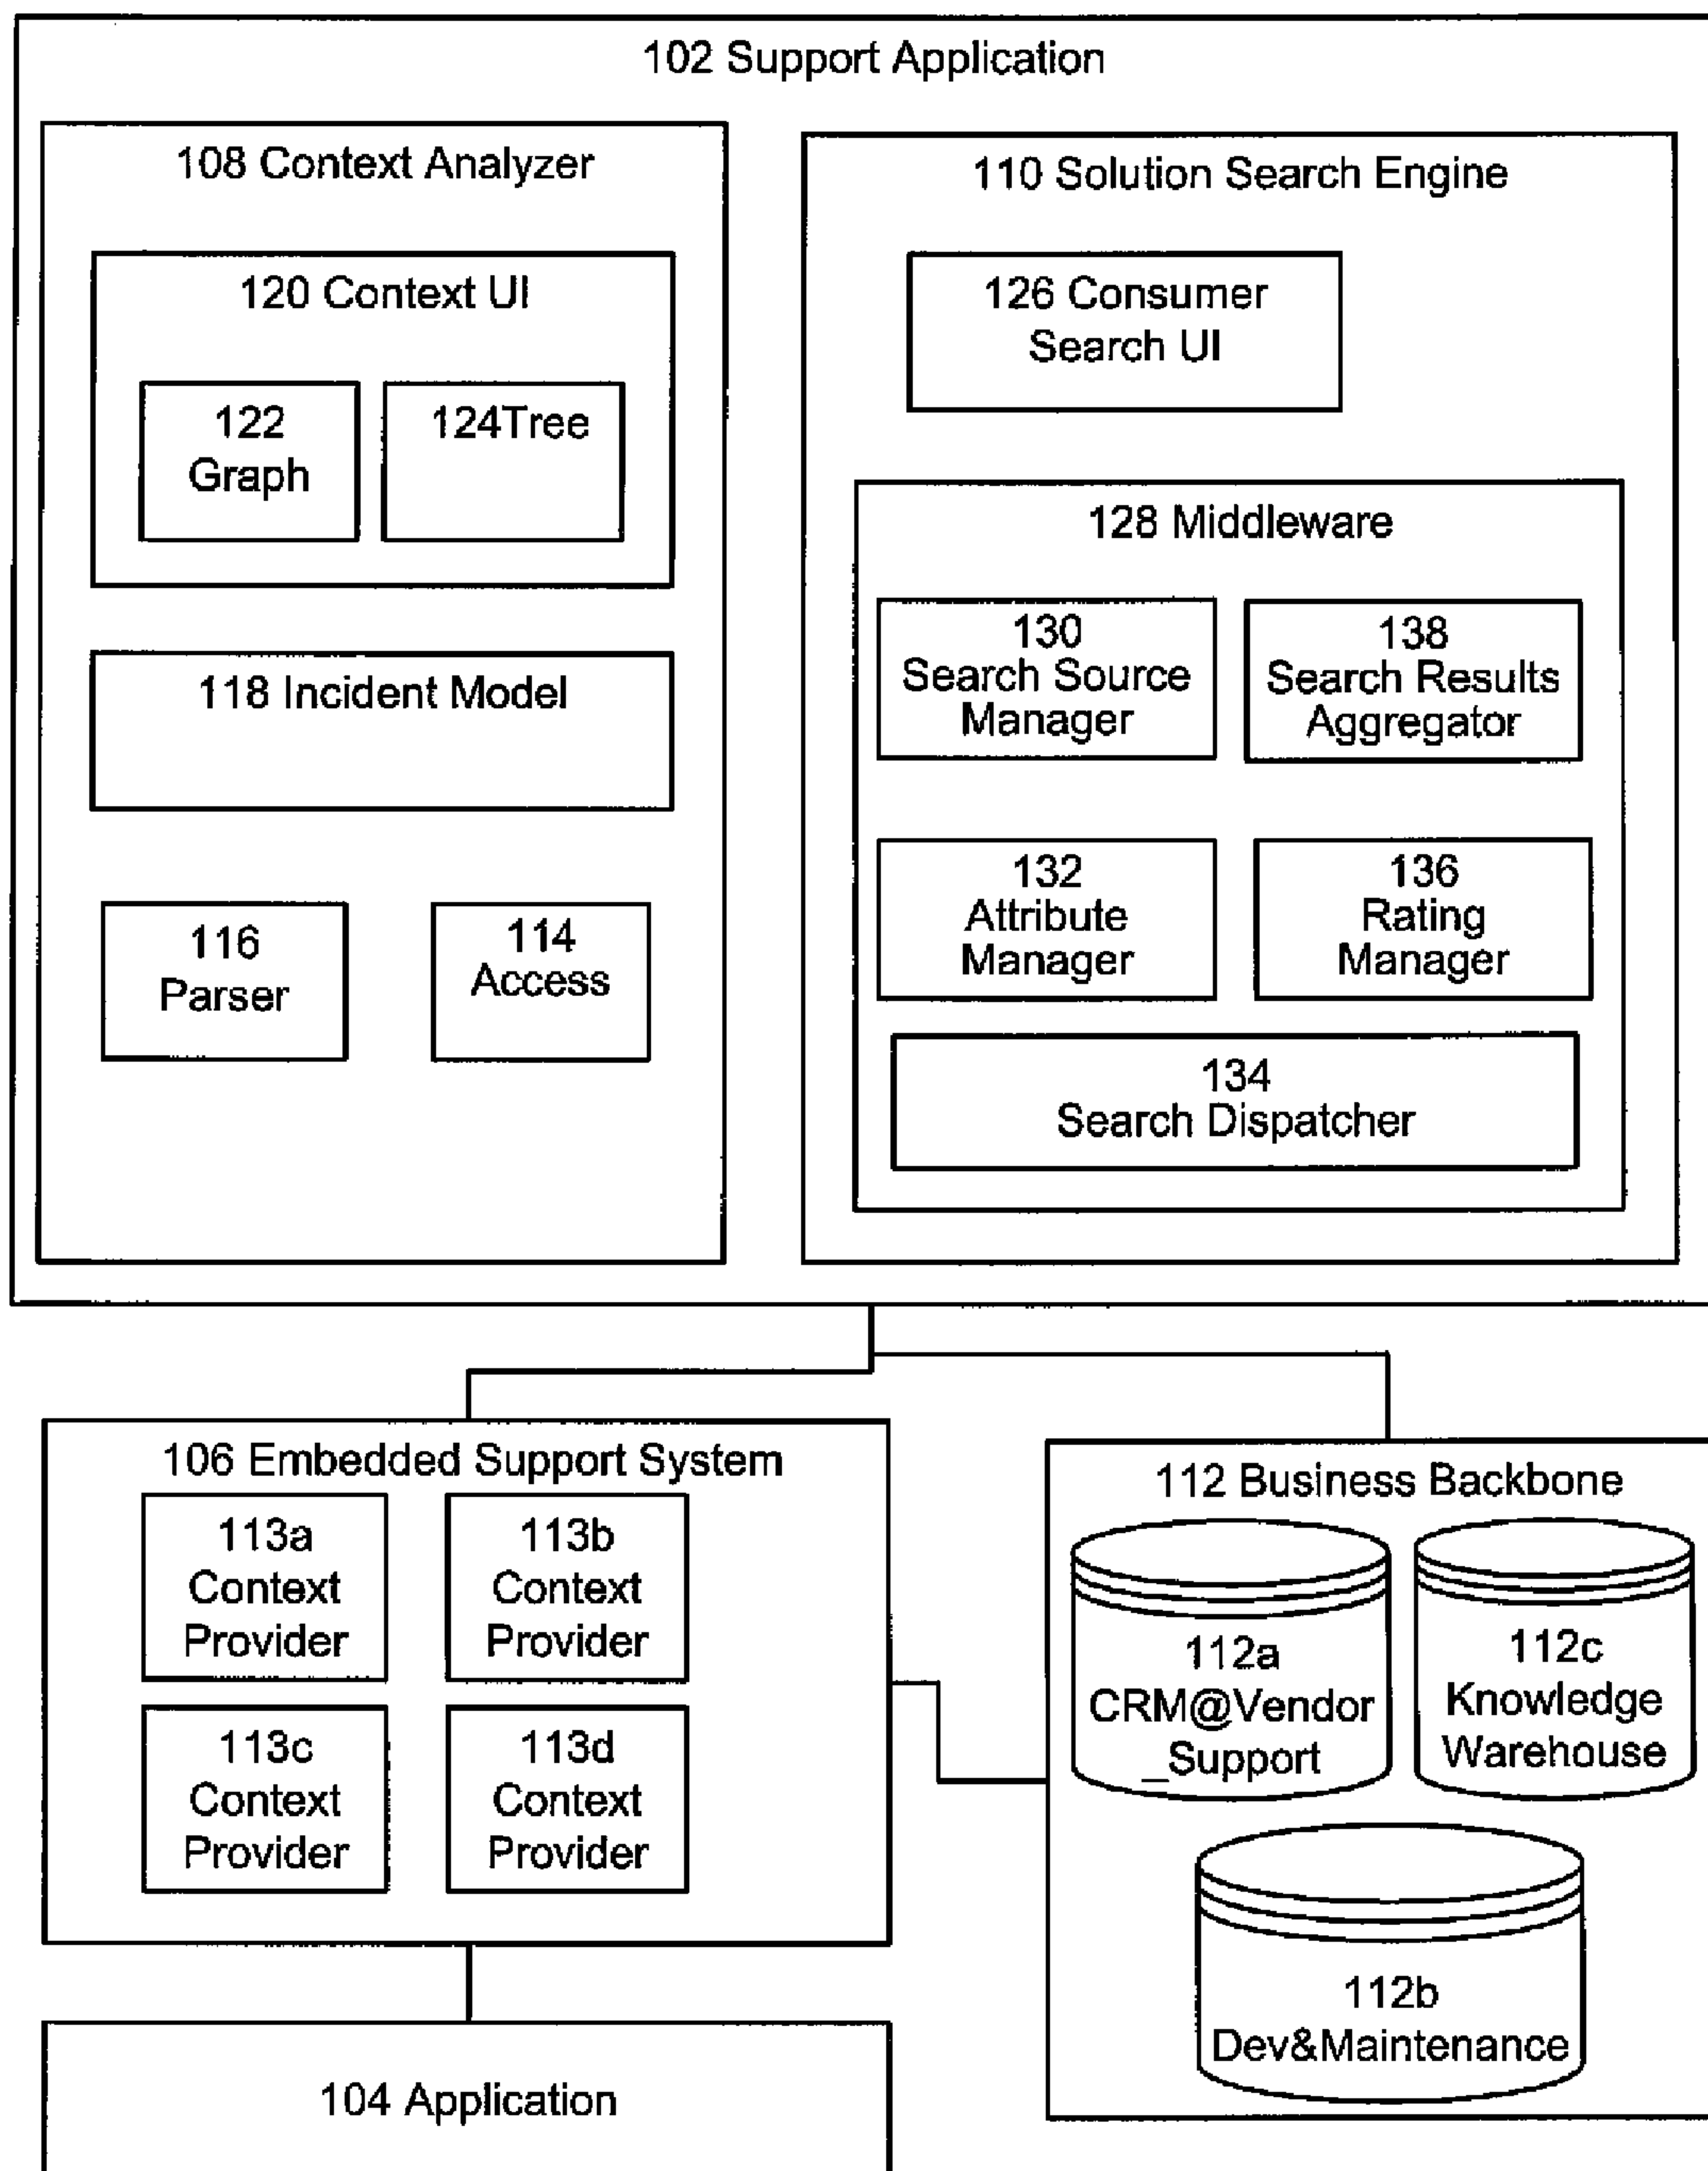 102 Support Application
108 Context Analyzer
120 Context UI
122
Graph
124Tree
118 Incident Model
116
Parser
114
Access
110 Solution Search Engine
126 Consumer
Search UI
128 Middleware
130
Search Source
Manager
138
Search Results
Aggregator
132
Attribute
Manager
136
Rating
Manager
134
Search Dispatcher
106 Embedded Support System
113a
Context
Provider
113b
Context
Provider
113c
Context
Provider
113d
Context
Provider
112 Business Backbone
112a
CRM@Vendor
_Support
112c
Knowledge
Warehouse
112b
Dev&Maintenance
104 Application